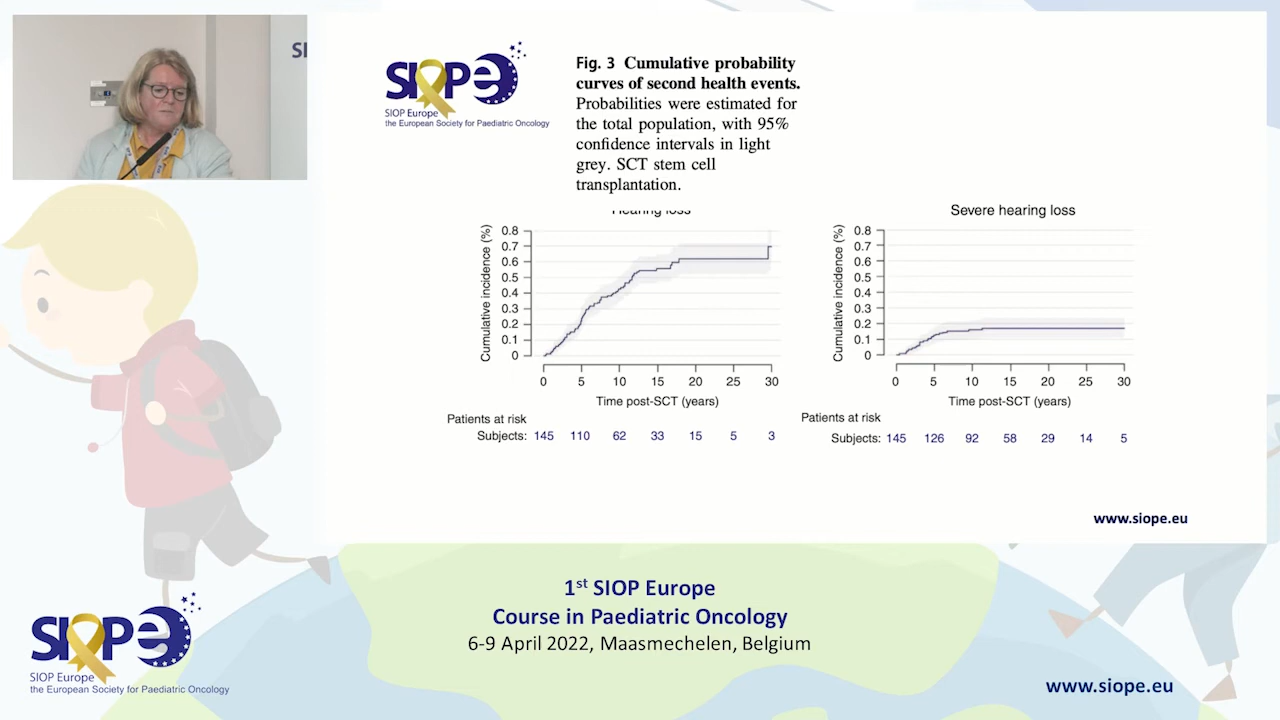 SI
SIOPe
SIOP Europe
the European Society for Paediatric Oncology
Fig. 3 Cumulative probability
curves of second health events.
Probabilities were estimated for
the total population, with 95%
confidence intervals in light
grey. SCT stem cell
transplantation.
Hearing loss
Cumulative incidence (%)
0.8
0.7
0.6
0.5
0.4
0.3
0.2
0.1
0
0 5 10 15 20 25 30
Time post-SCT (years)
Patients at risk
Subjects: 145 110 62 33 15 5 3
Severe hearing loss
Cumulative incidence (%)
0.8
0.7
0.6
0.5
0.4
0.3
0.2
0.1
0
0 5 10 15 20 25 30
Time post-SCT (years)
Patients at risk
Subjects: 145 126 92 58 29 14 5
www.siope.eu
1st SIOP Europe
Course in Paediatric Oncology
6-9 April 2022, Maasmechelen, Belgium
SIOPe
SIOP Europe
the European Society for Paediatric Oncology
www.siope.eu